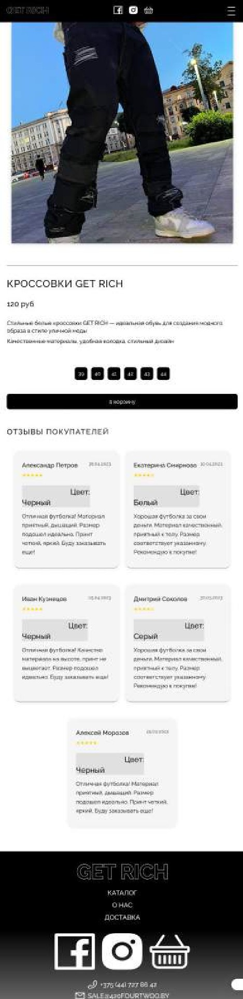 GET RICH
КРОССОВКИ GET RICH
120 руб
Стильные белые кроссовки GET RICH — идеальная обувь для создания модного
образа в стиле уличной моды
Качественные материалы, удобная колодка, стильный дизайн
39 40 41 42 43 44
В корзину
ОТЗЫВЫ ПОКУПАТЕЛЕЙ
Александр Петров
Цвет:
Черный
Отличная футболка! Материал
приятный, дышащий. Размер
подошел идеально. Принт
четкий, яркий. Буду заказывать
еще!
Екатерина Смирнова
Цвет:
Белый
Хорошая футболка за свои
деньги. Материал качественный,
приятный к телу. Размер
соответствует указанному.
Рекомендую к покупке!
Иван Кузнецов
Цвет:
Черный
Отличная футболка! Качество
материала на высоте, принт не
выцветает. Размер подошел
идеально. Буду заказывать еще!
Дмитрий Соколов
Цвет:
Серый
Хорошая футболка за свои
деньги. Материал качественный,
приятный к телу. Размер
соответствует указанному.
Рекомендую к покупке!
Алексей Морозов
Цвет:
Черный
Отличная футболка! Материал
приятный, дышащий. Размер
подошел идеально. Принт четкий,
яркий. Буду заказывать еще!
GET RICH
КАТАЛОГ
О НАС
ДОСТАВКА
+375 (44) 727 86 42
SALE@420FOURTWOO.BY